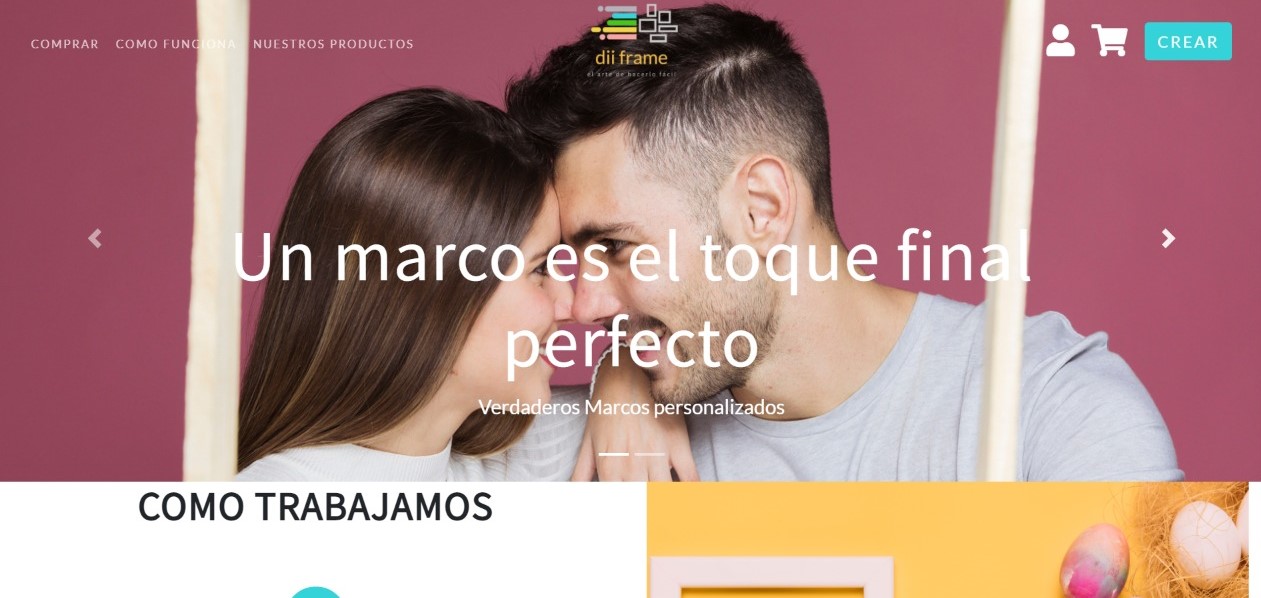 COMPRAR COMO FUNCIONA NUESTROS PRODUCTOS
dii frame
el arte de hacerlo fácil
CREAR
Un marco es el toque final
perfecto
Verdaderos Marcos personalizados
COMO TRABAJAMOS